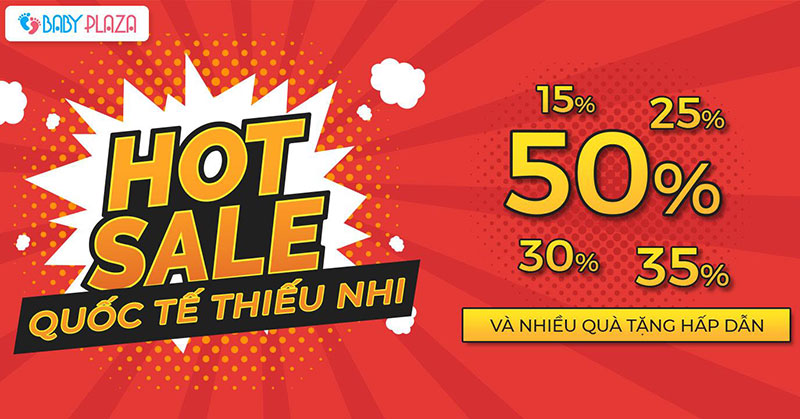 BABY PLAZA
HOT
SALE
QUỐC TẾ THIẾU NHI
15%
25%
50%
30%
35%
VÀ NHIỀU QUÀ TẶNG HẤP DẪN